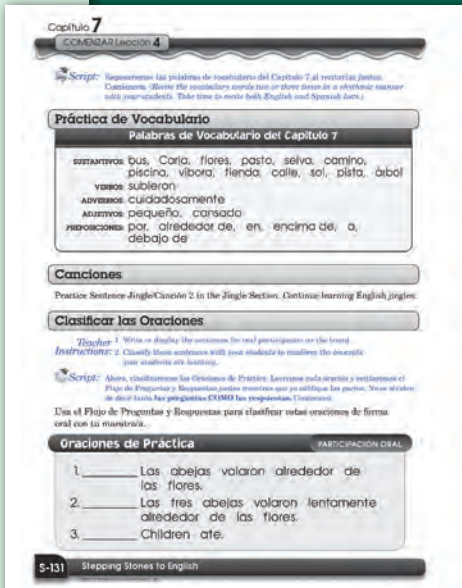 Capítulo 7
COMENZAR Lección 4
Script: Repasaremos las palabras de vocabulario del Capítulo 7 al recitarlas juntos.
Comiencen. (Recite the vocabulary words two or three times in a rhythmic manner
with your students. Take time to recite both English and Spanish lists.)
Práctica de Vocabulario
Palabras de Vocabulario del Capítulo 7
SUSTANTIVOS: bus, Carla, flores, pasto, selva, camino,
piscina, víbora, tienda, calle, sol, pista, árbol
VERBOS: subieron
ADVERBIOS: cuidadosamente
ADJETIVOS: pequeño, cansado
PREPOSICIONES: por, alrededor de, en, encima de, a,
debajo de
Canciones
Practice Sentence Jingle/Canción 2 in the Jingle Section. Continue learning English jingles.
Clasificar las Oraciones
Teacher Instructions:
1. Write or display the sentences for oral participation on the board.
2. Classify these sentences with your students to reinforce the concepts
your students are learning.
Script: Ahora, clasificaremos las Oraciones de Práctica. Leeremos cada oración y recitaremos el
Flujo de Preguntas y Respuestas juntos mientras que yo califique las partes. No se olviden
de decir tanto las preguntas COMO las respuestas. Comiencen.
Usa el Flujo de Preguntas y Respuestas para clasificar estas oraciones de forma
oral con tu maestro/a.
Oraciones de Práctica PARTICIPACIÓN ORAL
1. ________ Las abejas volaron alrededor de
las flores.
2. ________ Las tres abejas volaron lentamente
alrededor de las flores.
3. ________ Children ate.
S-131 Stepping Stones to English